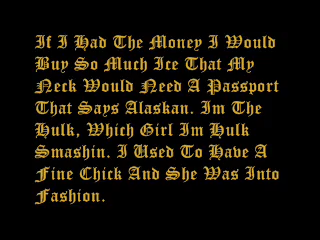 If I Had The Money I Would
Buy So Much Ice That My
Neck Would Need A Passport
That Says Alaskan. Im The
Hulk, Which Girl Im Hulk
Smashin. I Used To Have A
Fine Chick And She Was Into
Fashion.